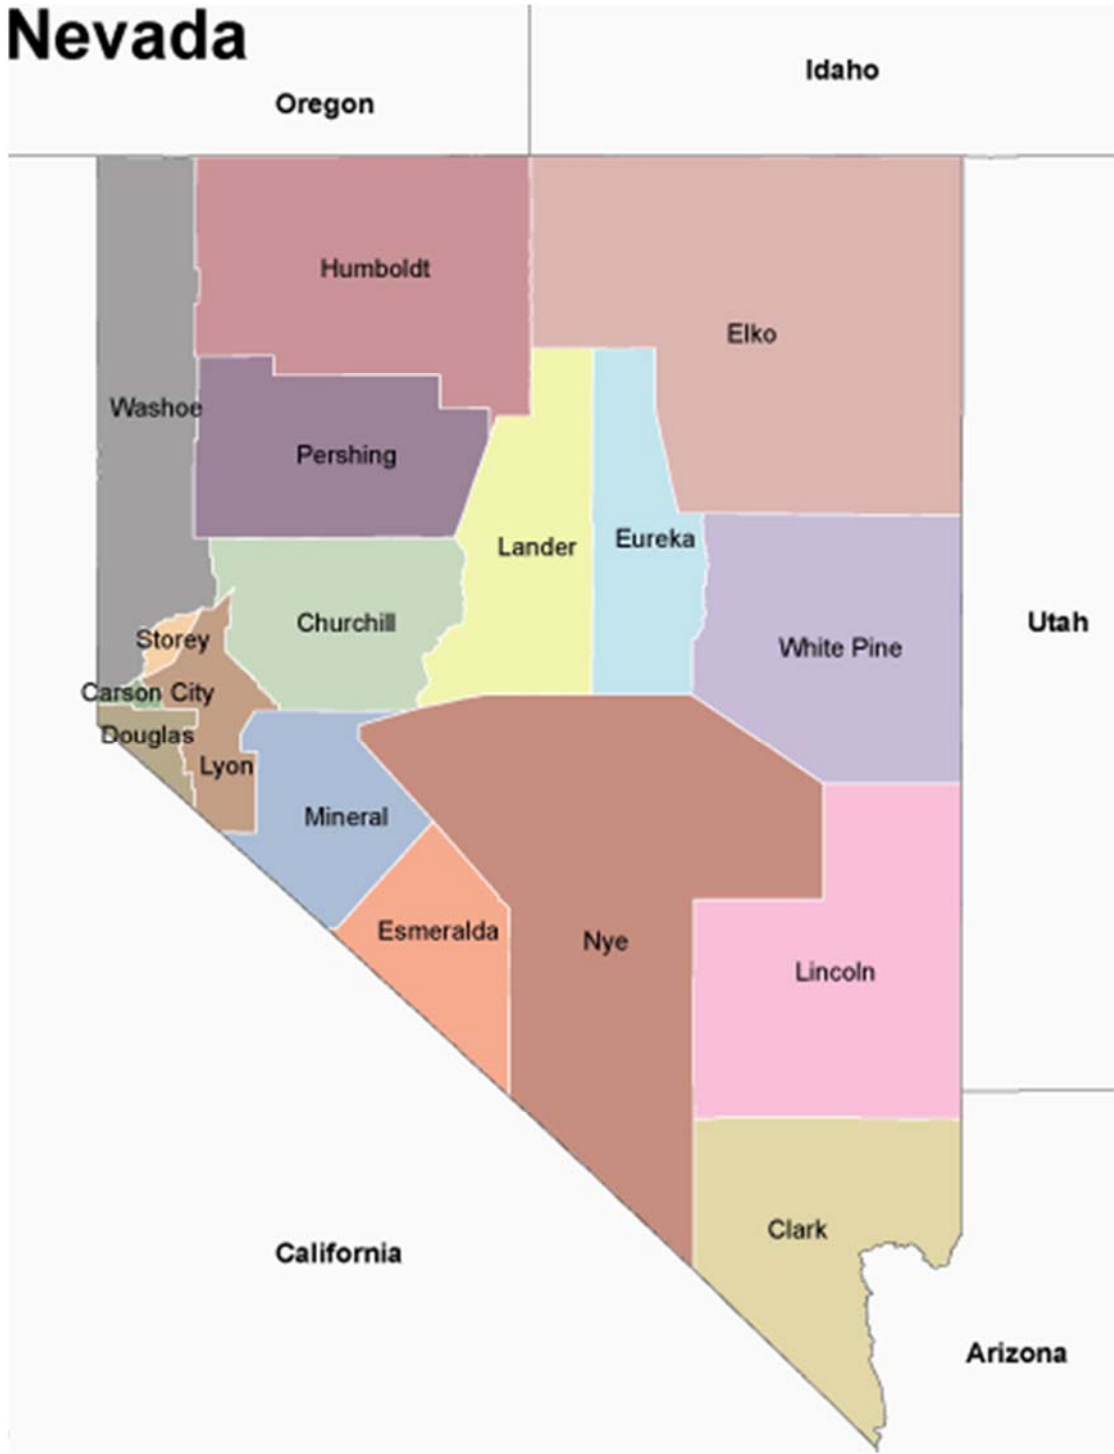 Nevada
Idaho
Oregon
Humboldt
Elko
Washoe
Pershing
Eureka
Lander
Churchill
Utah
Storey
White Pine
Carson City
Douglas
Lyon
Mineral
Esmeralda
Nye
Lincoln
Clark
California
Arizona